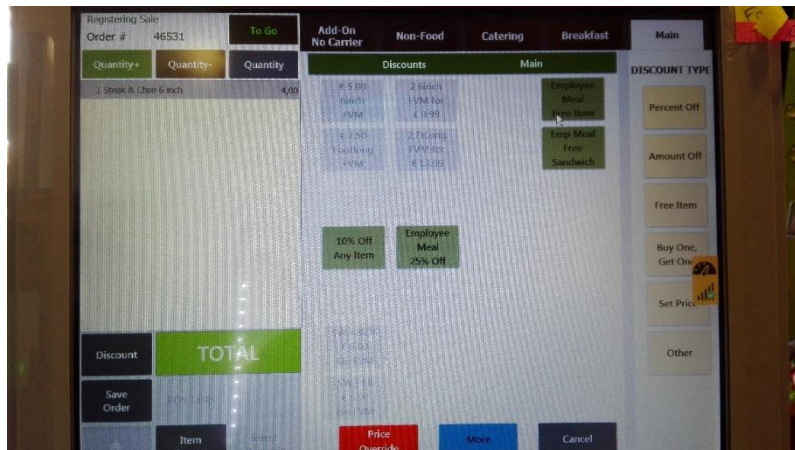 Registering Sale
Order # 46531
To Go
Add-On
No Carrier
Non-Food
Catering
Breakfast
Main
Quantity+
Quantity-
Quantity
Discounts
Main
DISCOUNT TYPE
1 Steak & Chse 6 inch 4,00
€ 5.00
6inch
FVM
2 6inch
FVM for
€ 9.99
Employee
Meal
Free Item
Percent Off
€ 7.50
Footlong
FVM
2 FtLong
FVM for
€ 13.99
Emp Meal
Free
Sandwich
Amount Off
Free Item
10% Off
Any Item
Employee
Meal
25% Off
Buy One,
Get One
Set Price
Discount
TOTAL
Other
Save
Order
Item
Select
Price
Override
More
Cancel